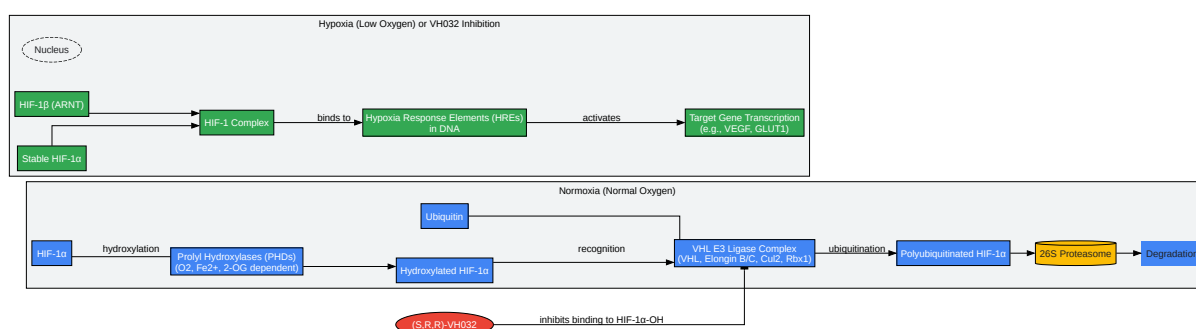 Hypoxia (Low Oxygen) or VH032 Inhibition
Nucleus
HIF-1β (ARNT)
HIF-1 Complex
binds to
Hypoxia Response Elements (HREs)
in DNA
activates
Target Gene Transcription
(e.g., VEGF, GLUT1)
Stable HIF-1α
Normoxia (Normal Oxygen)
Ubiquitin
HIF-1α
hydroxylation
Prolyl Hydroxylases (PHDs)
(O2, Fe2+, 2-OG dependent)
Hydroxylated HIF-1α
recognition
VHL E3 Ligase Complex
(VHL, Elongin B/C, Cul2, Rbx1)
ubiquitination
Polyubiquitinated HIF-1α
26S Proteasome
Degradation
(S,R,R)-VH032
inhibits binding to HIF-1α-OH